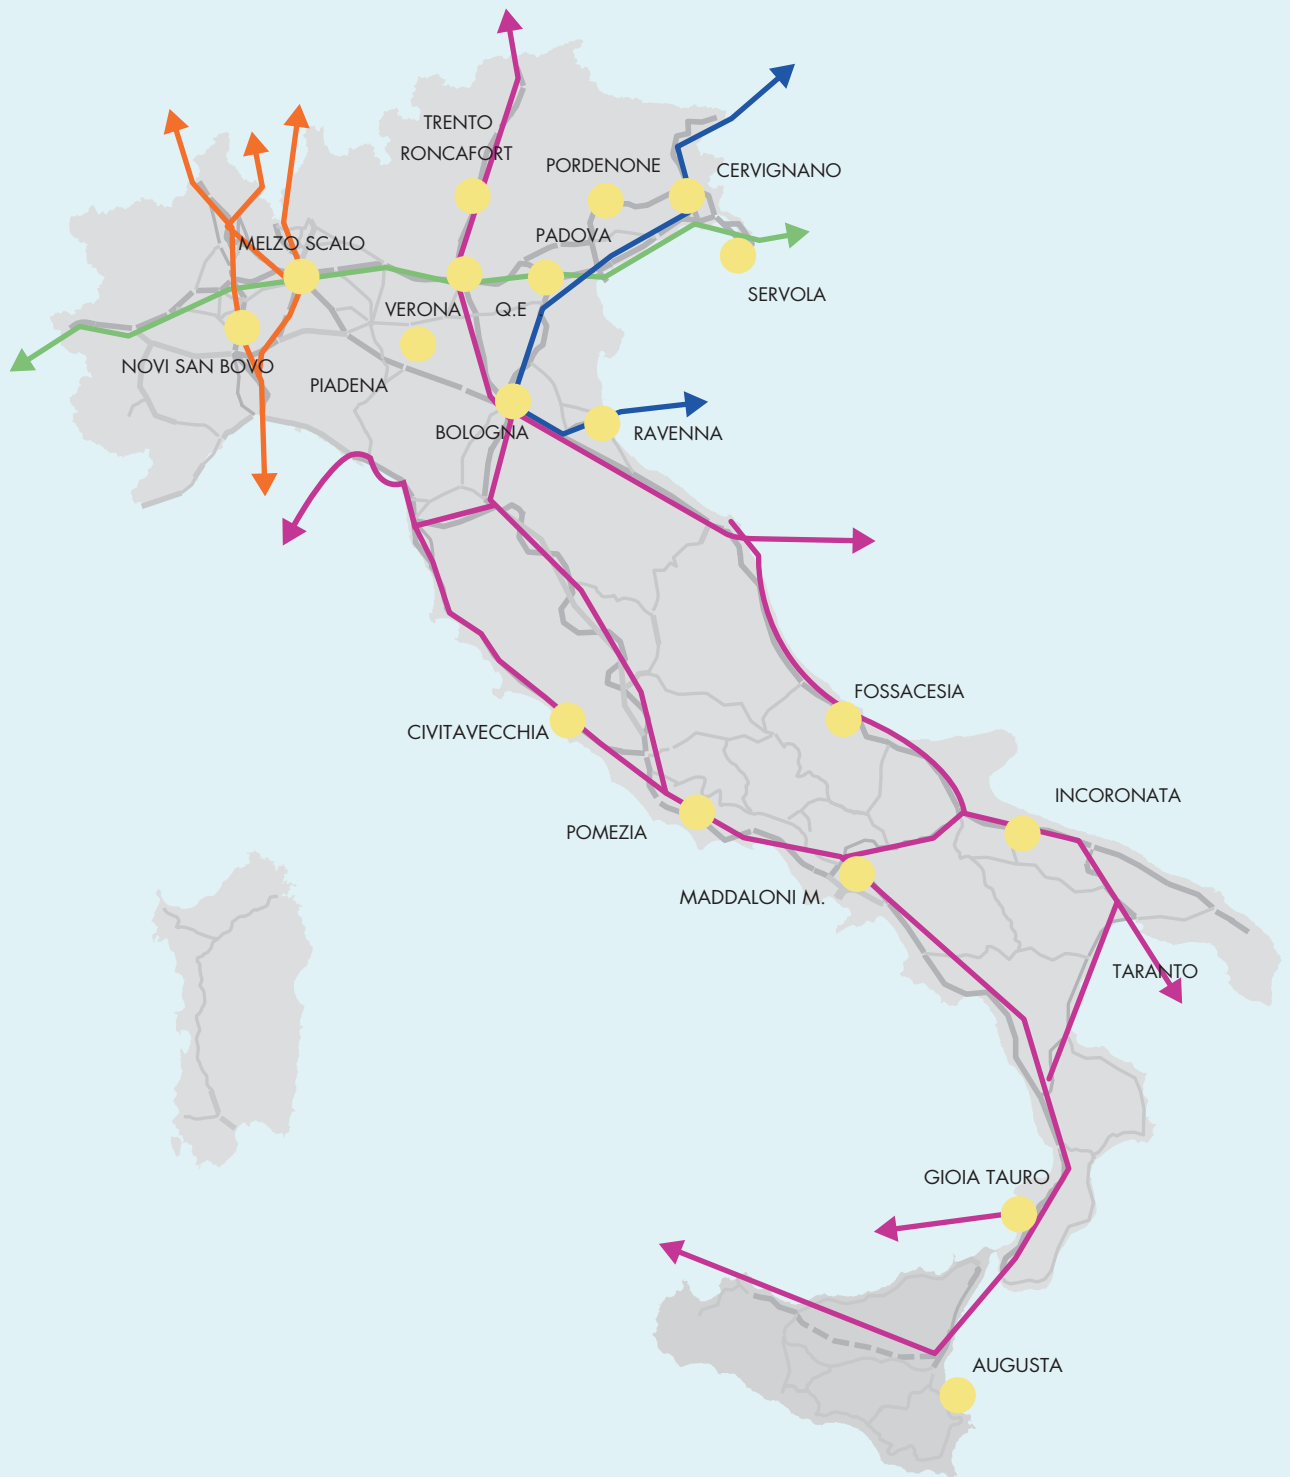 TRENTO
RONCAFORT
PORDENONE
CERVIGNANO
MELZO SCALO
PADOVA
SERVOLA
VERONA Q.E
NOVI SAN BOVO
PIADENA
BOLOGNA
RAVENNA
FOSSACESIA
CIVITAVECCHIA
INCORONATA
POMEZIA
MADDALONI M.
TARANTO
GIOIA TAURO
AUGUSTA